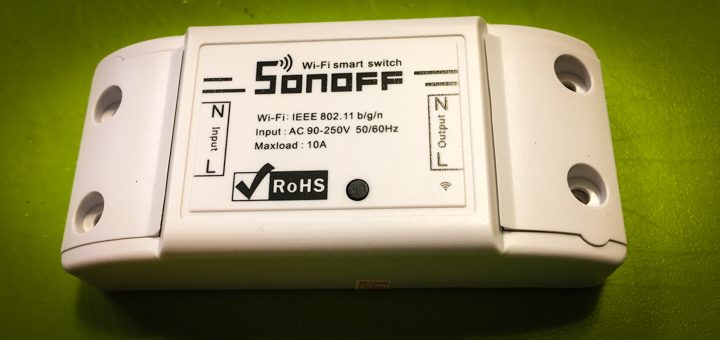 Wi-Fi smart switch
SONOFF
N
Input
L
Wi-Fi: IEEE 802.11 b/g/n
Input : AC 90-250V 50/60Hz
Maxload : 10A
RoHS
N
Output
L